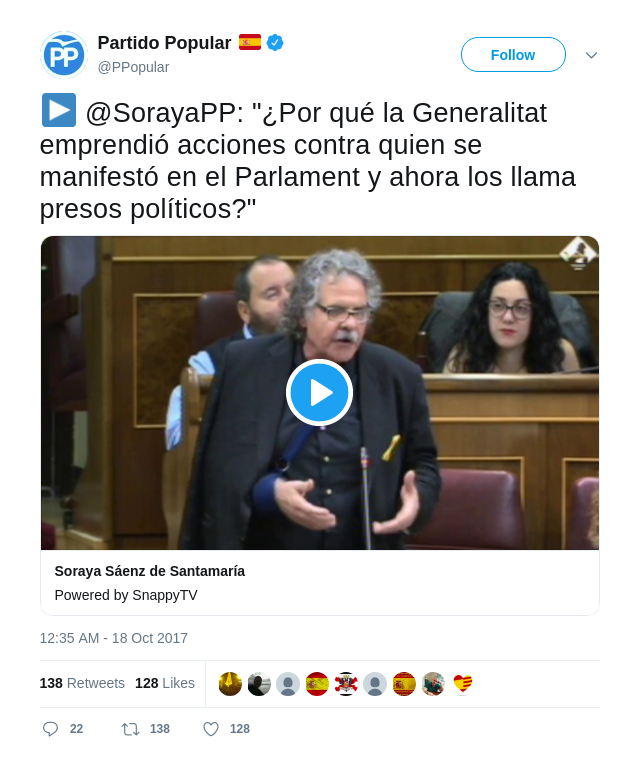 Partido Popular
@PPopular
Follow
@SorayaPP: "¿Por qué la Generalitat
emprendió acciones contra quien se
manifestó en el Parlament y ahora los llama
presos políticos?"
Soraya Sáenz de Santamaría
Powered by SnappyTV
12:35 AM - 18 Oct 2017
138 Retweets 128 Likes
22 138 128